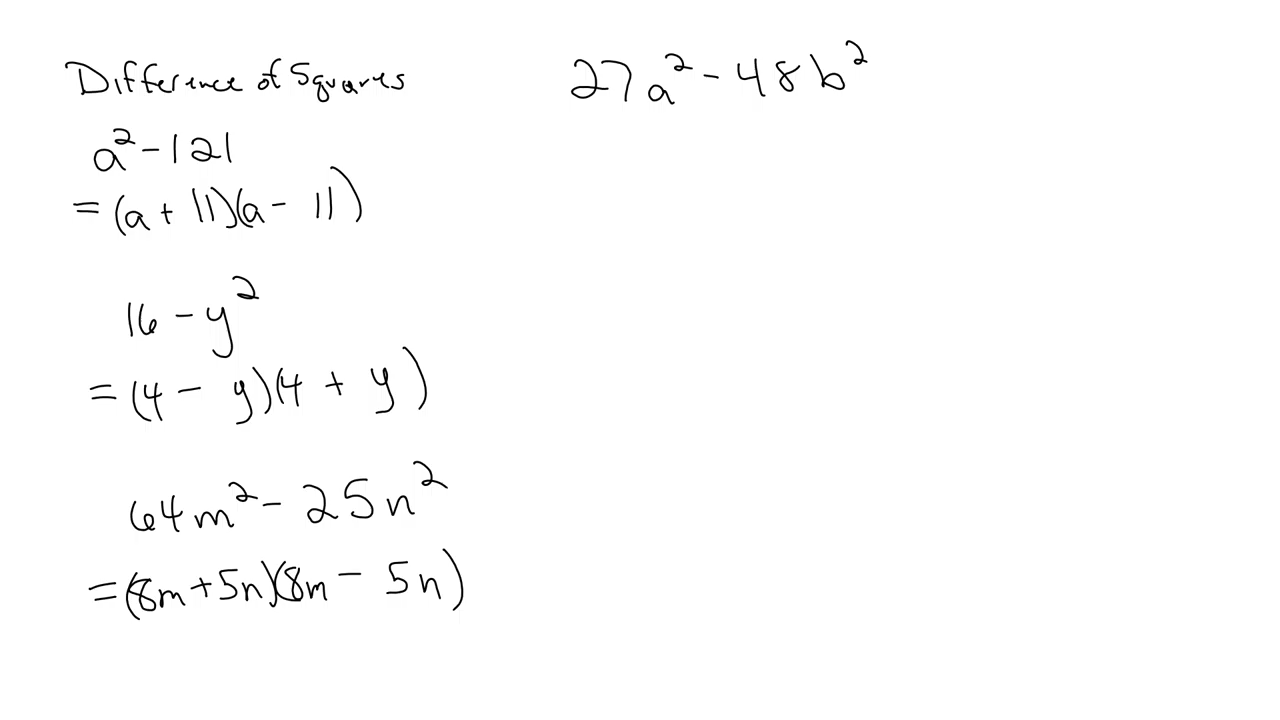 Difference of Squares
a² - 121
= (a + 11)(a - 11)
16 - y²
= (4 - y)(4 + y)
64m² - 25n²
= (8m + 5n)(8m - 5n)
27a² - 48b²